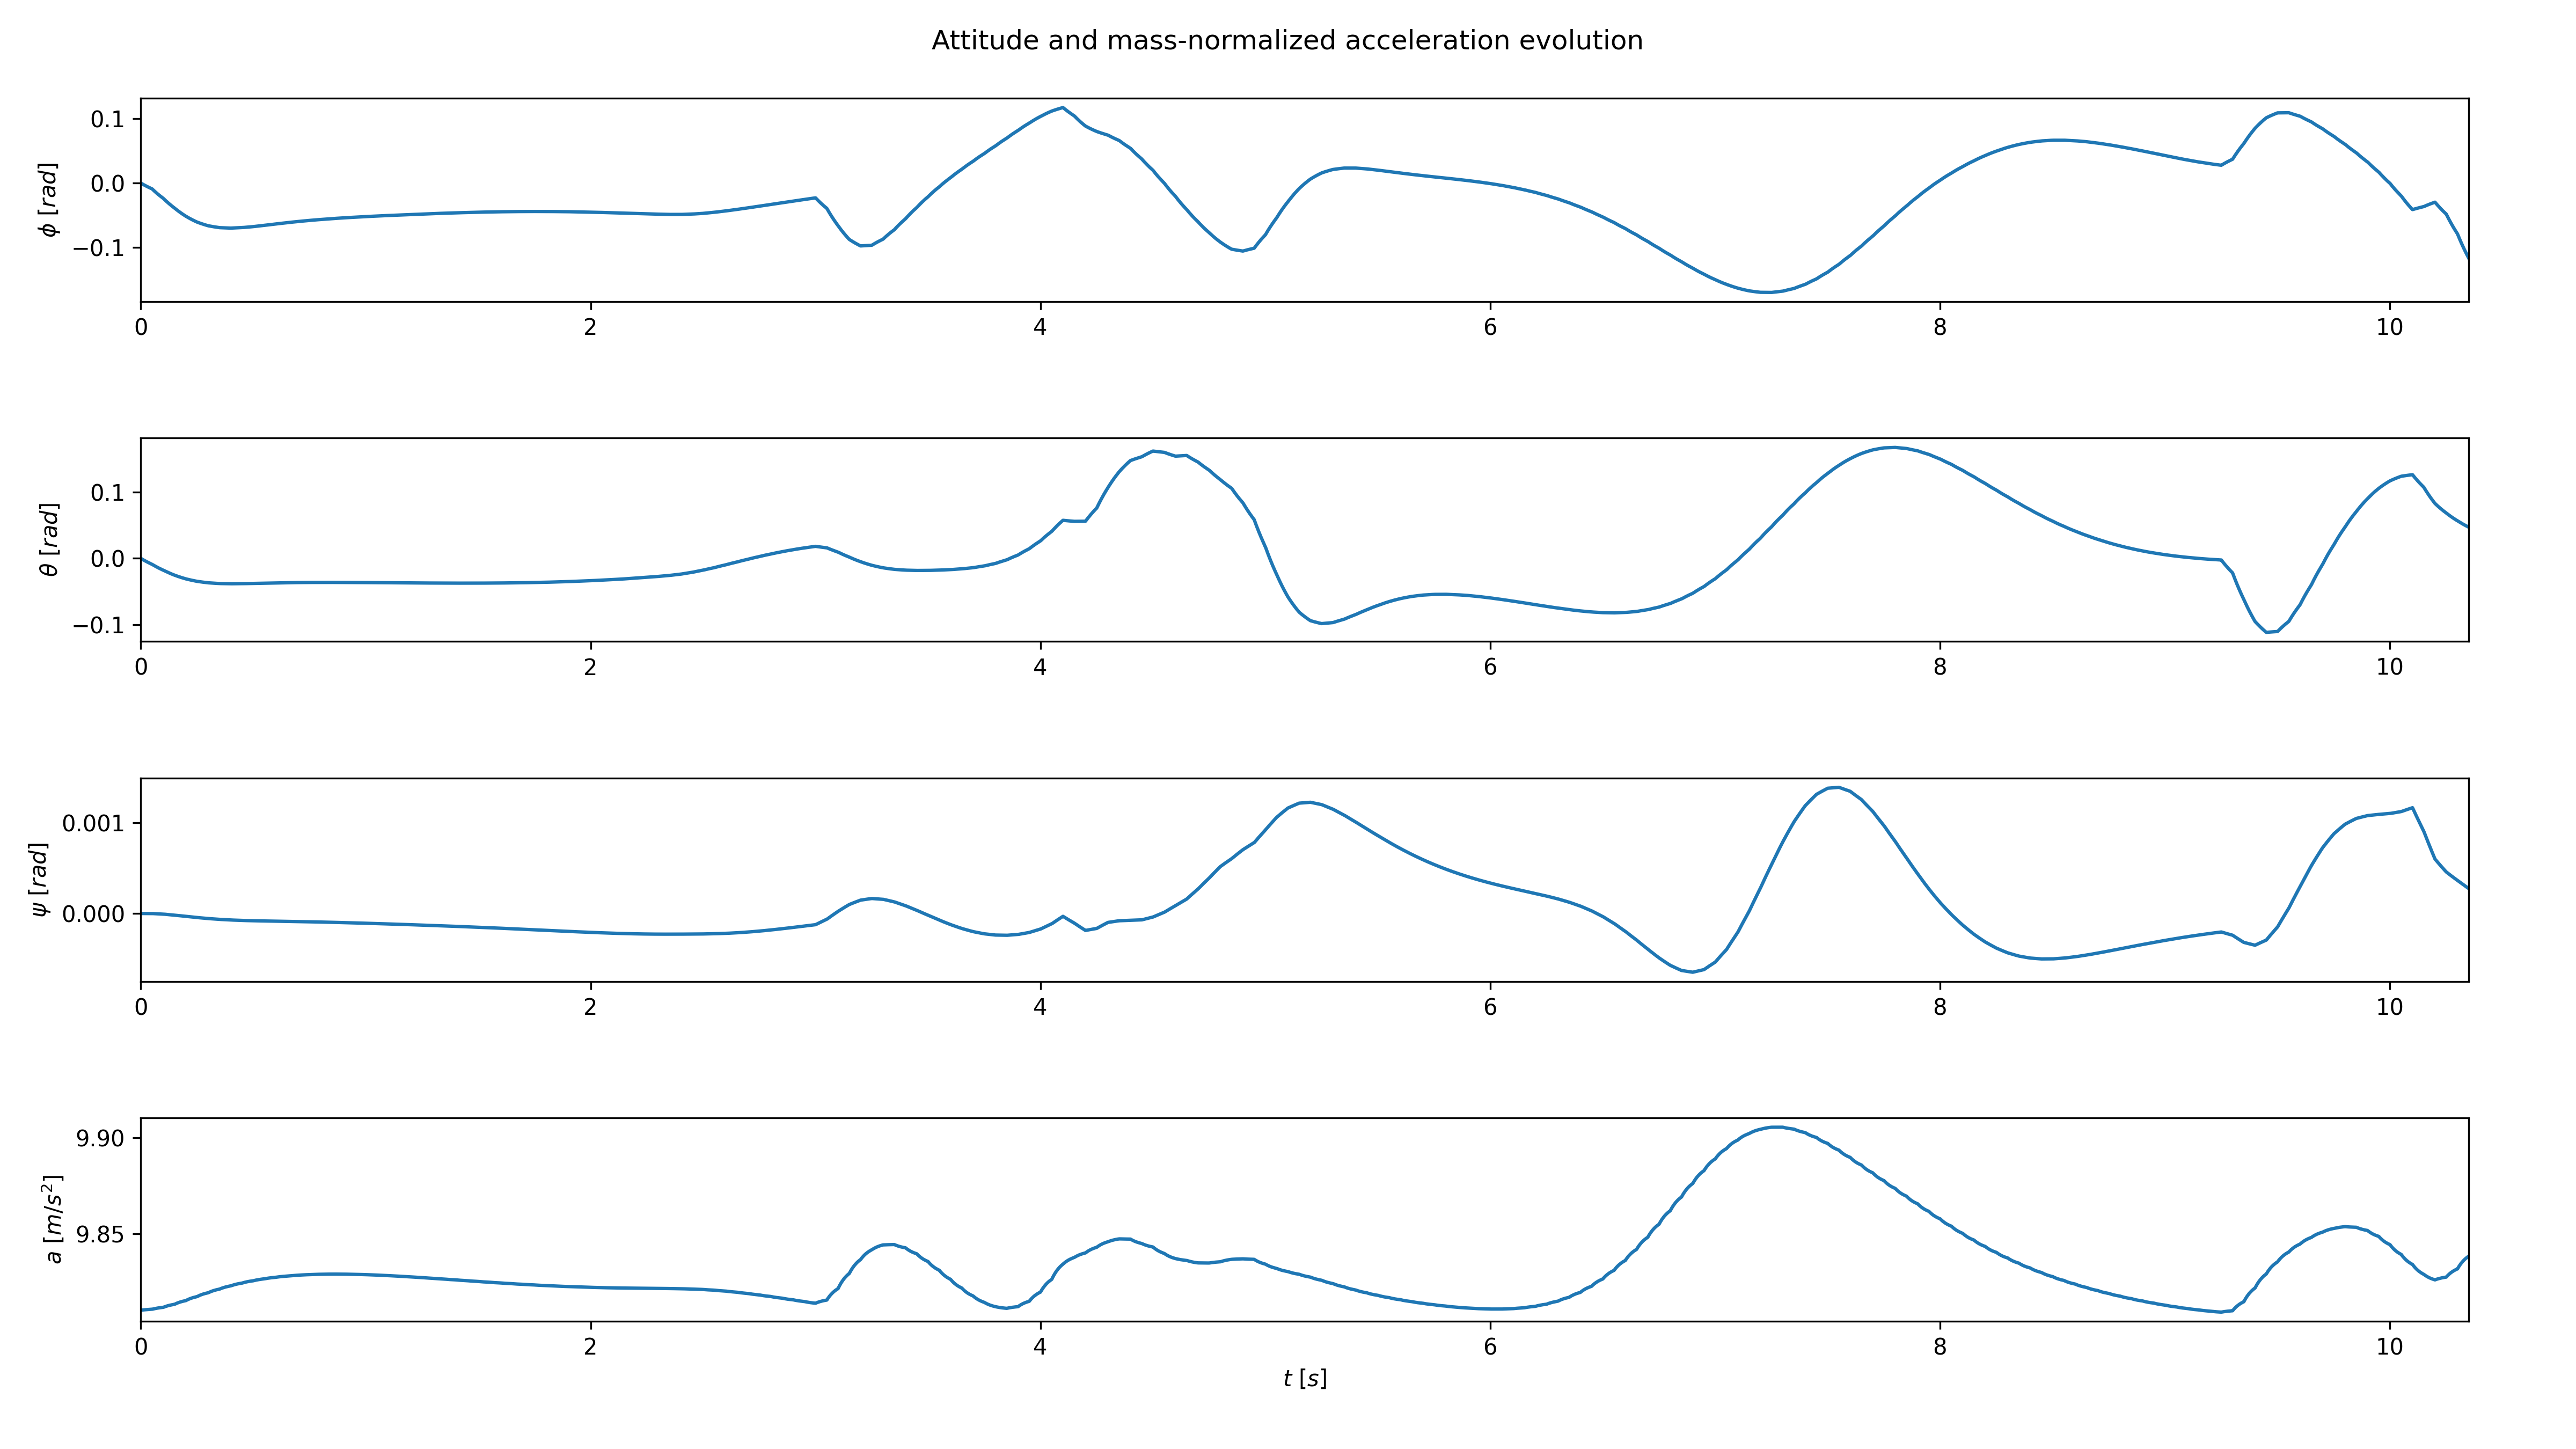 Attitude and mass-normalized acceleration evolution
ϕ [rad]
0.1
0.0
−0.1
0 2 4 6 8 10
θ [rad]
0.1
0.0
−0.1
0 2 4 6 8 10
ψ [rad]
0.001
0.000
0 2 4 6 8 10
a [m/s²]
9.90
9.85
0 2 4 6 8 10
t [s]